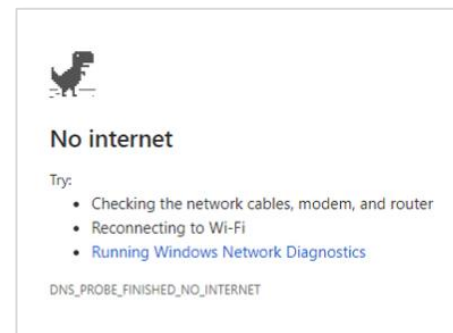 No internet
Try:
• Checking the network cables, modem, and router
• Reconnecting to Wi-Fi
• Running Windows Network Diagnostics
DNS_PROBE_FINISHED_NO_INTERNET